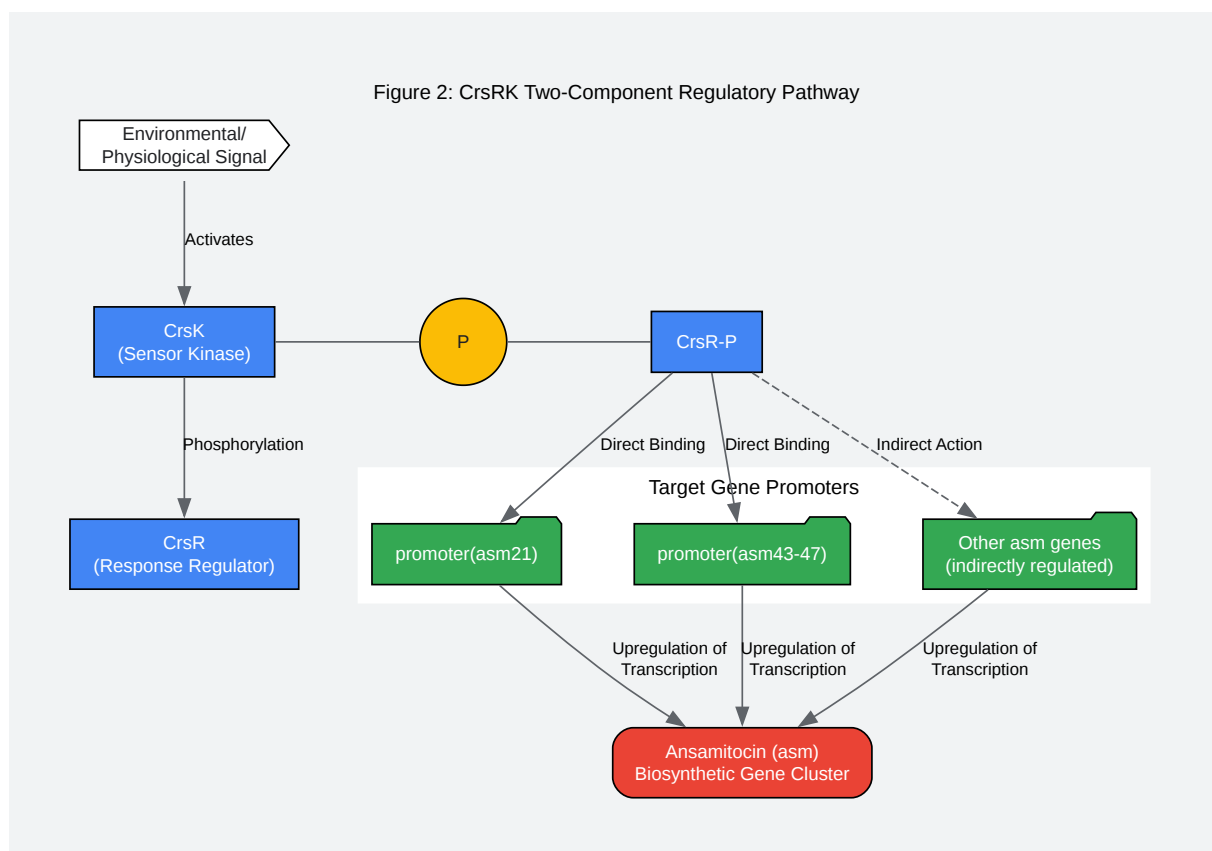 Figure 2: CrsRK Two-Component Regulatory Pathway
Environmental/
Physiological Signal
Activates
CrsK
(Sensor Kinase)
P
CrsR-P
Phosphorylation
Direct Binding
Direct Binding
Indirect Action
Target Gene Promoters
CrsR
(Response Regulator)
promoter(asm21)
promoter(asm43-47)
Other asm genes
(indirectly regulated)
Upregulation of
Transcription
Upregulation of
Transcription
Upregulation of
Transcription
Ansamitocin (asm)
Biosynthetic Gene Cluster